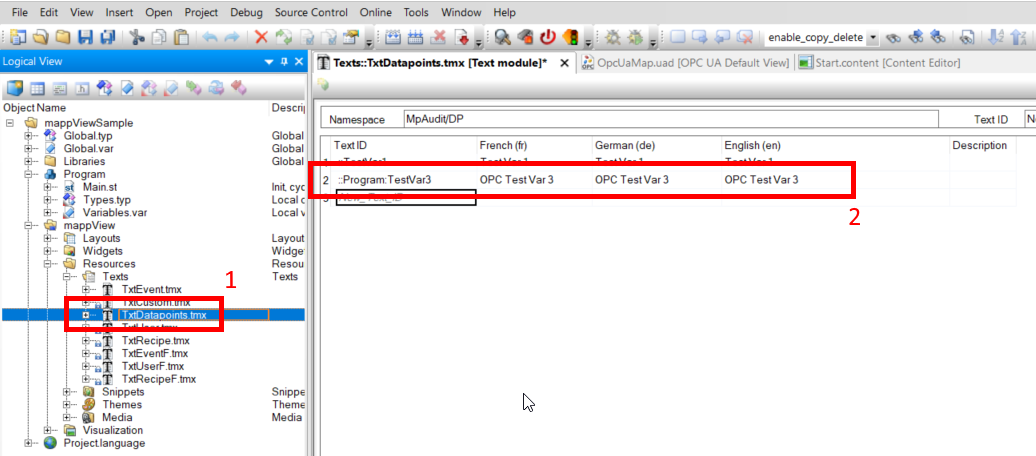 File Edit View Insert Open Project Debug Source Control Online Tools Window Help
enable_copy_delete
Logical View
Texts::TxtDatapoints.tmx [Text module]*
OpcUaMap.uad [OPC UA Default View]
Start.content [Content Editor]
Object Name Descrip
mappViewSample
Global.typ Global
Global.var Global
Libraries Global
Program
Main.st Init, cyc
Types.typ Local
Variables.var Local v
mappView
Layouts Layout
Widgets Widge
Resources Resou
Texts Texts
TxtEvent.tmx
TxtCustom.tmx
TxtDatapoints.tmx
TxtUser.tmx
TxtRecipe.tmx
TxtEventF.tmx
TxtUserF.tmx
TxtRecipeF.tmx
Snippets Snippe
Themes Theme
Media Media
Visualization
Project.language
1
Namespace MpAudit/DP Text ID
Text ID French (fr) German (de) English (en) Description
1 ::TestVar1 Test Var 1 Test Var 1 Test Var 1
2 ::Program:TestVar3 OPC Test Var 3 OPC Test Var 3 OPC Test Var 3
3 New_Text_ID
2